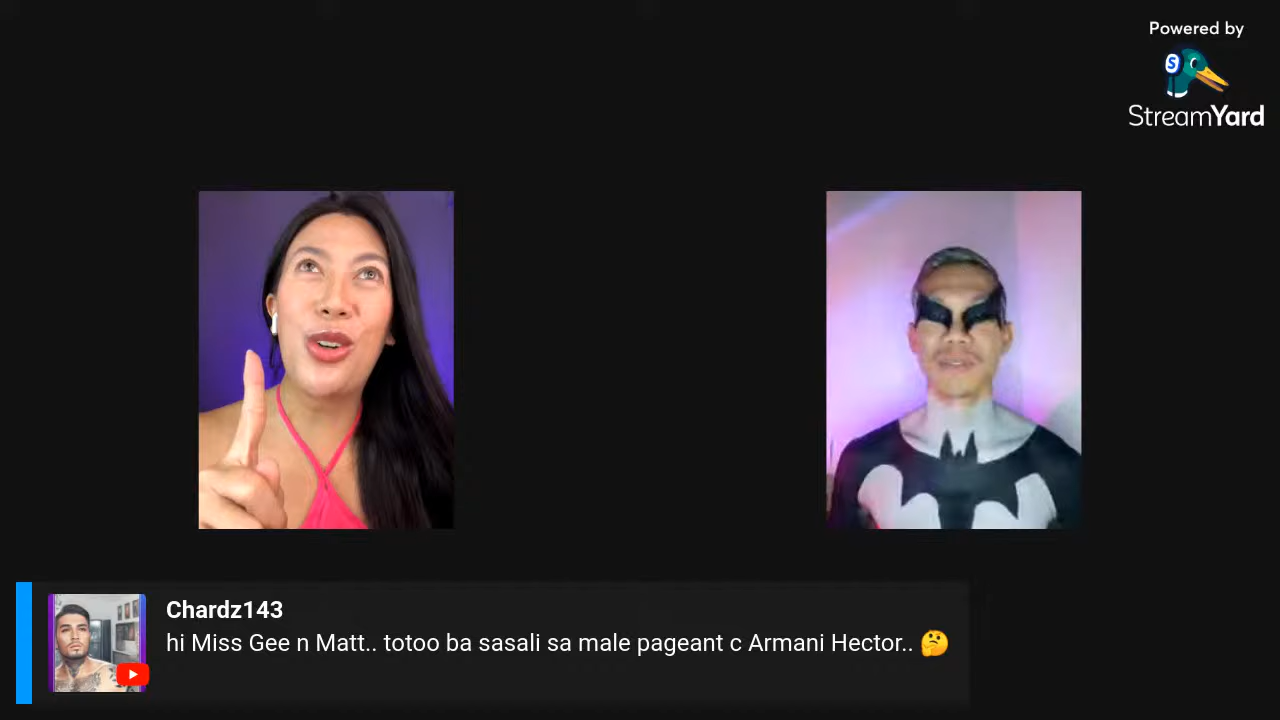 Powered by
StreamYard
Chardz143
hi Miss Gee n Matt.. totoo ba sasali sa male pageant c Armani Hector.. 🤔